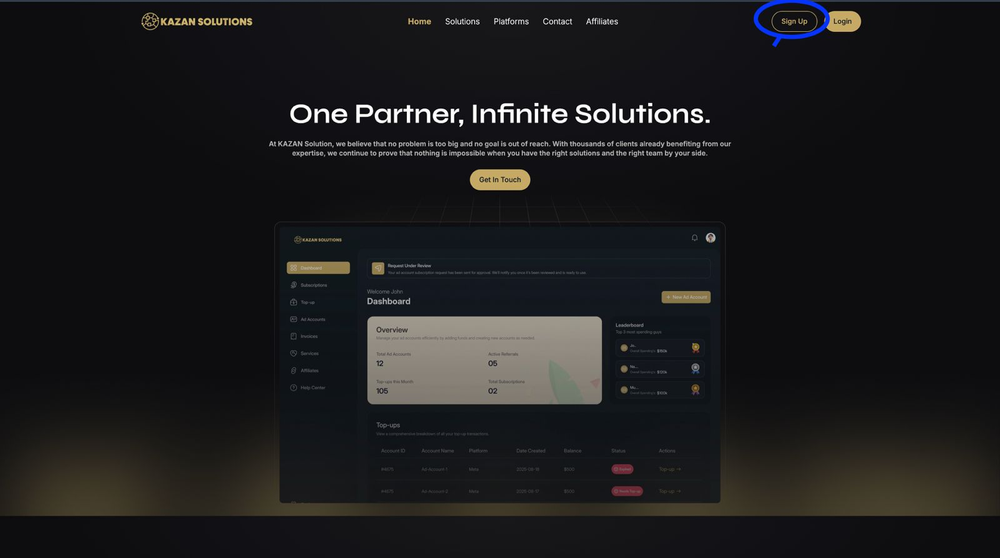 KAZAN SOLUTIONS
Home Solutions Platforms Contact Affiliates
Sign Up Login
One Partner, Infinite Solutions.
At KAZAN Solution, we believe that no problem is too big and no goal is out of reach. With thousands of clients already benefiting from our
expertise, we continue to prove that nothing is impossible when you have the right solutions and the right team by your side.
Get In Touch
KAZAN SOLUTIONS
Dashboard
Subscriptions
Top-up
Ad Accounts
Invoices
Services
Affiliates
Help Center
Request Under Review
Your ad account subscription request has been sent for approval. We'll notify you once it's been reviewed and is ready to use.
Welcome John
Dashboard
+ New Ad Account
Overview
Manage your ad accounts efficiently by adding funds and creating new accounts as needed.
Total Ad Accounts Active Referrals
12 05
Top-ups this Month Total Subscriptions
105 02
Leaderboard
Top 3 most spending guys
Jo..
Overall Spending's: $150k
Na...
Overall Spending's: $120k
Mu...
Overall Spending's: $100k
Top-ups
View a comprehensive breakdown of all your top-up transactions.
Account ID Account Name Platform Date Created Balance Status Actions
#4675 Ad-Account-1 Meta 2025-08-18 $500 Expired Top-up →
#4675 Ad-Account-2 Meta 2025-08-17 $500 Needs Top-up Top-up →